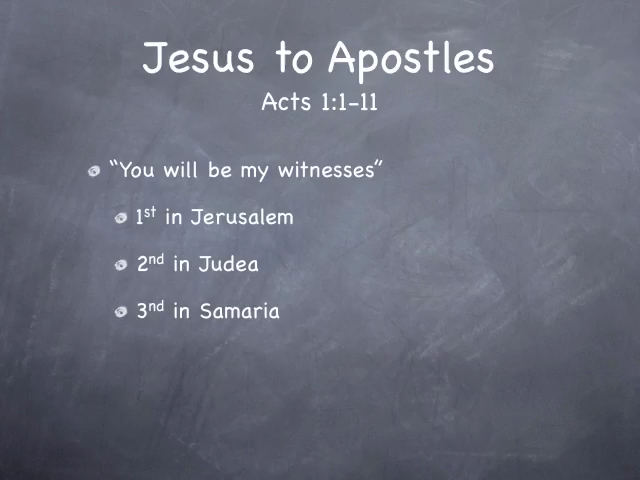 Jesus to Apostles
Acts 1:1-11
“You will be my witnesses”
1st in Jerusalem
2nd in Judea
3nd in Samaria